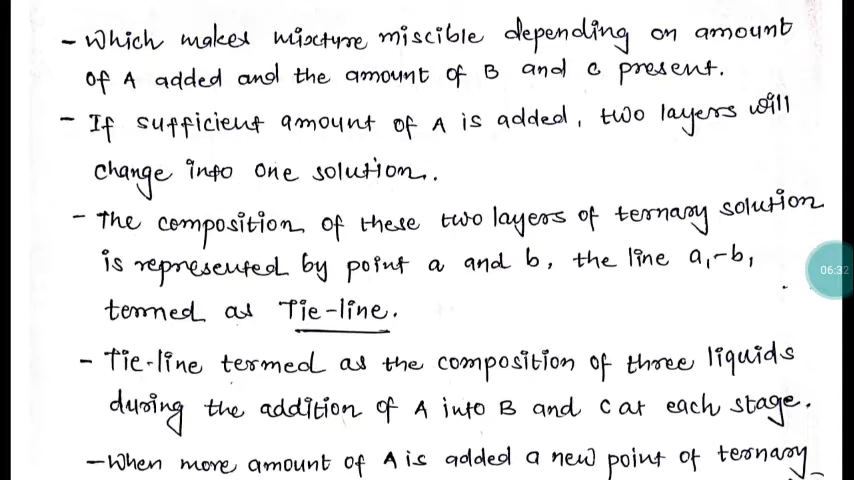 - Which makes mixture miscible depending on amount
of A added and the amount of B and C present.
- If sufficient amount of A is added, two layers will
change into one solution..
- The composition of these two layers of ternary solution
is represented by point a and b, the line a,-b,
termed as Tie-line.
06:32
- Tie-line termed as the composition of three liquids
during the addition of A into B and C at each stage.
- When more amount of A is added a new point of ternary